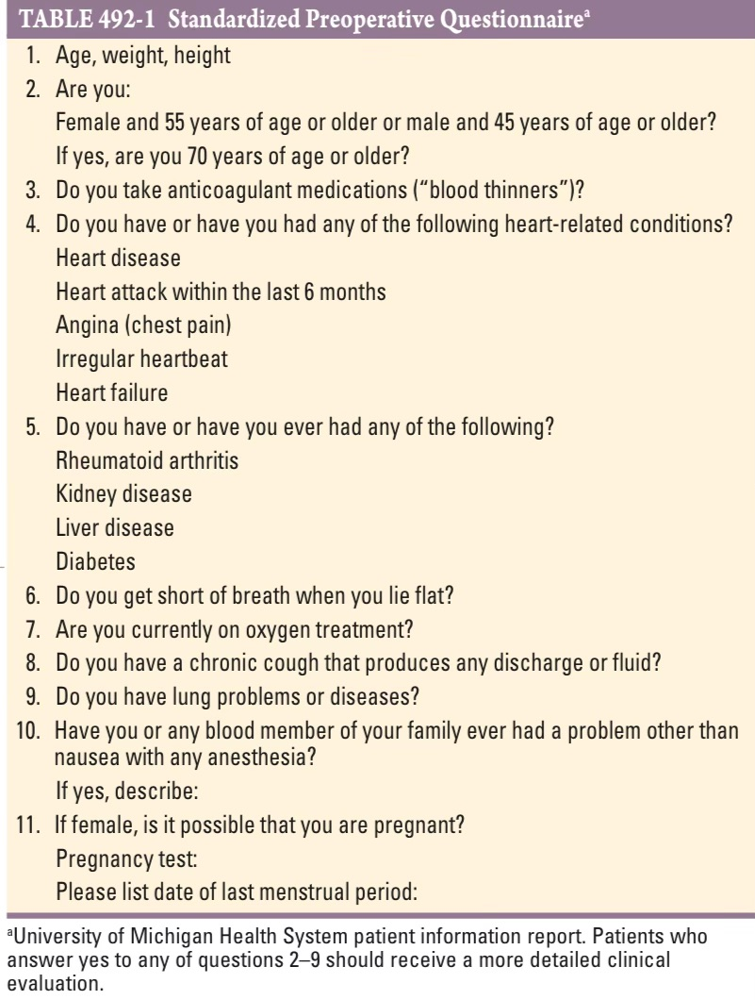 TABLE 492-1 Standardized Preoperative Questionnaireᵃ
1. Age, weight, height
2. Are you:
Female and 55 years of age or older or male and 45 years of age or older?
If yes, are you 70 years of age or older?
3. Do you take anticoagulant medications (“blood thinners”)?
4. Do you have or have you had any of the following heart-related conditions?
Heart disease
Heart attack within the last 6 months
Angina (chest pain)
Irregular heartbeat
Heart failure
5. Do you have or have you ever had any of the following?
Rheumatoid arthritis
Kidney disease
Liver disease
Diabetes
6. Do you get short of breath when you lie flat?
7. Are you currently on oxygen treatment?
8. Do you have a chronic cough that produces any discharge or fluid?
9. Do you have lung problems or diseases?
10. Have you or any blood member of your family ever had a problem other than
nausea with any anesthesia?
If yes, describe:
11. If female, is it possible that you are pregnant?
Pregnancy test:
Please list date of last menstrual period:
ᵃUniversity of Michigan Health System patient information report. Patients who
answer yes to any of questions 2–9 should receive a more detailed clinical
evaluation.